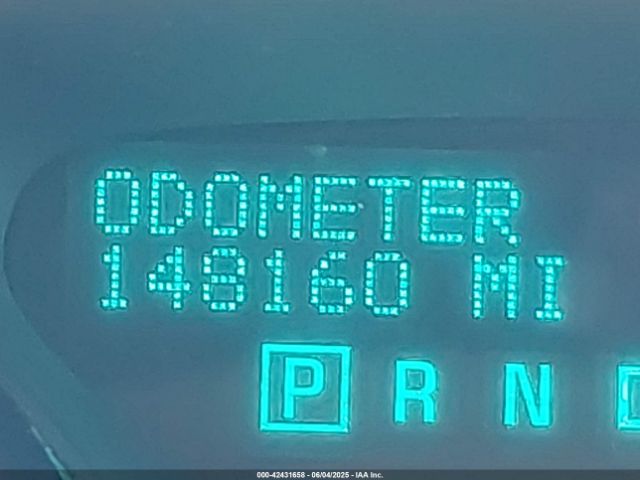 ODOMETER
148160 MI
P R N
000-42431658 - 06/04/2025 - IAA Inc.